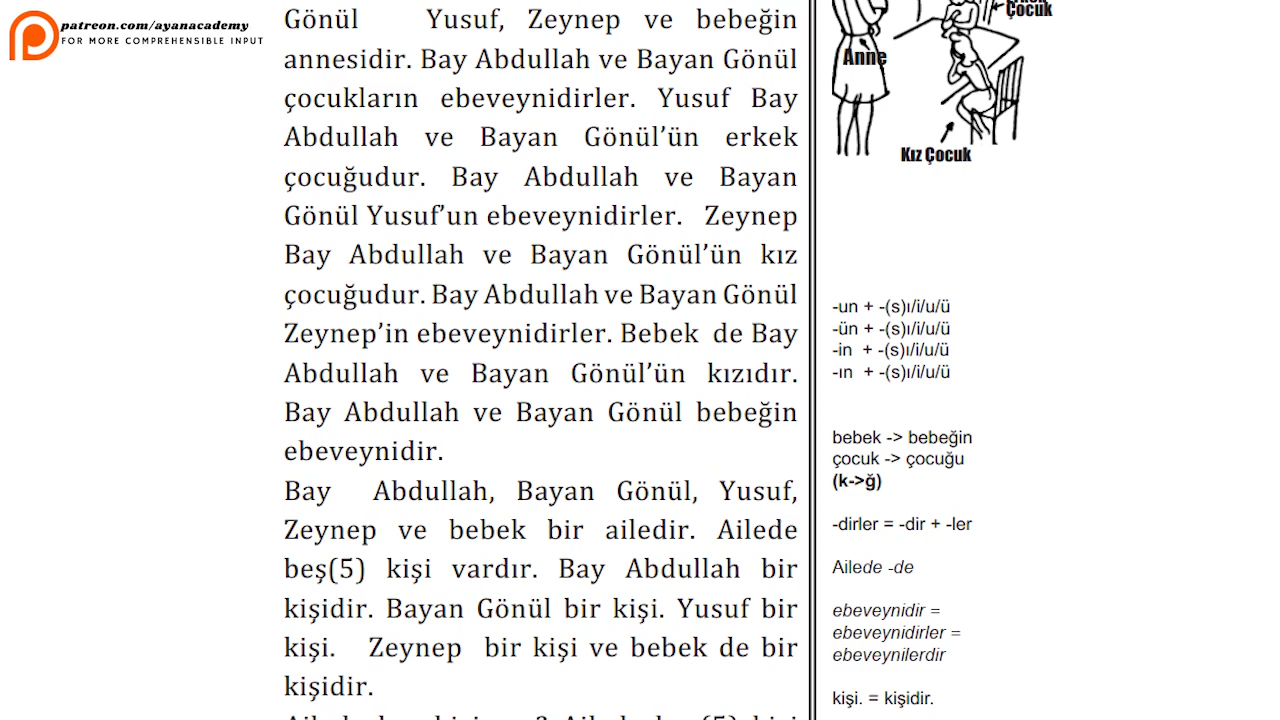 patreon.com/ayanacademy
FOR MORE COMPREHENSIBLE INPUT
Gönül Yusuf, Zeynep ve bebeğin
annesidir. Bay Abdullah ve Bayan Gönül
çocukların ebeveynidirler. Yusuf Bay
Abdullah ve Bayan Gönül’ün erkek
çocuğudur. Bay Abdullah ve Bayan
Gönül Yusuf’un ebeveynidirler. Zeynep
Bay Abdullah ve Bayan Gönül’ün kız
çocuğudur. Bay Abdullah ve Bayan Gönül
Zeynep’in ebeveynidirler. Bebek de Bay
Abdullah ve Bayan Gönül’ün kızıdır.
Bay Abdullah ve Bayan Gönül bebeğin
ebeveynidir.
Bay Abdullah, Bayan Gönül, Yusuf,
Zeynep ve bebek bir ailedir. Ailede
beş(5) kişi vardır. Bay Abdullah bir
kişidir. Bayan Gönül bir kişi. Yusuf bir
kişi. Zeynep bir kişi ve bebek de bir
kişidir.
Çocuk
Anne
Kız Çocuk
-un + -(s)ı/i/u/ü
-ün + -(s)ı/i/u/ü
-in + -(s)ı/i/u/ü
-ın + -(s)ı/i/u/ü
bebek -> bebeğin
çocuk -> çocuğu
(k->ğ)
-dirler = -dir + -ler
Ailede -de
ebeveynidir =
ebeveynidirler =
ebeveynilerdir
kişi. = kişidir.